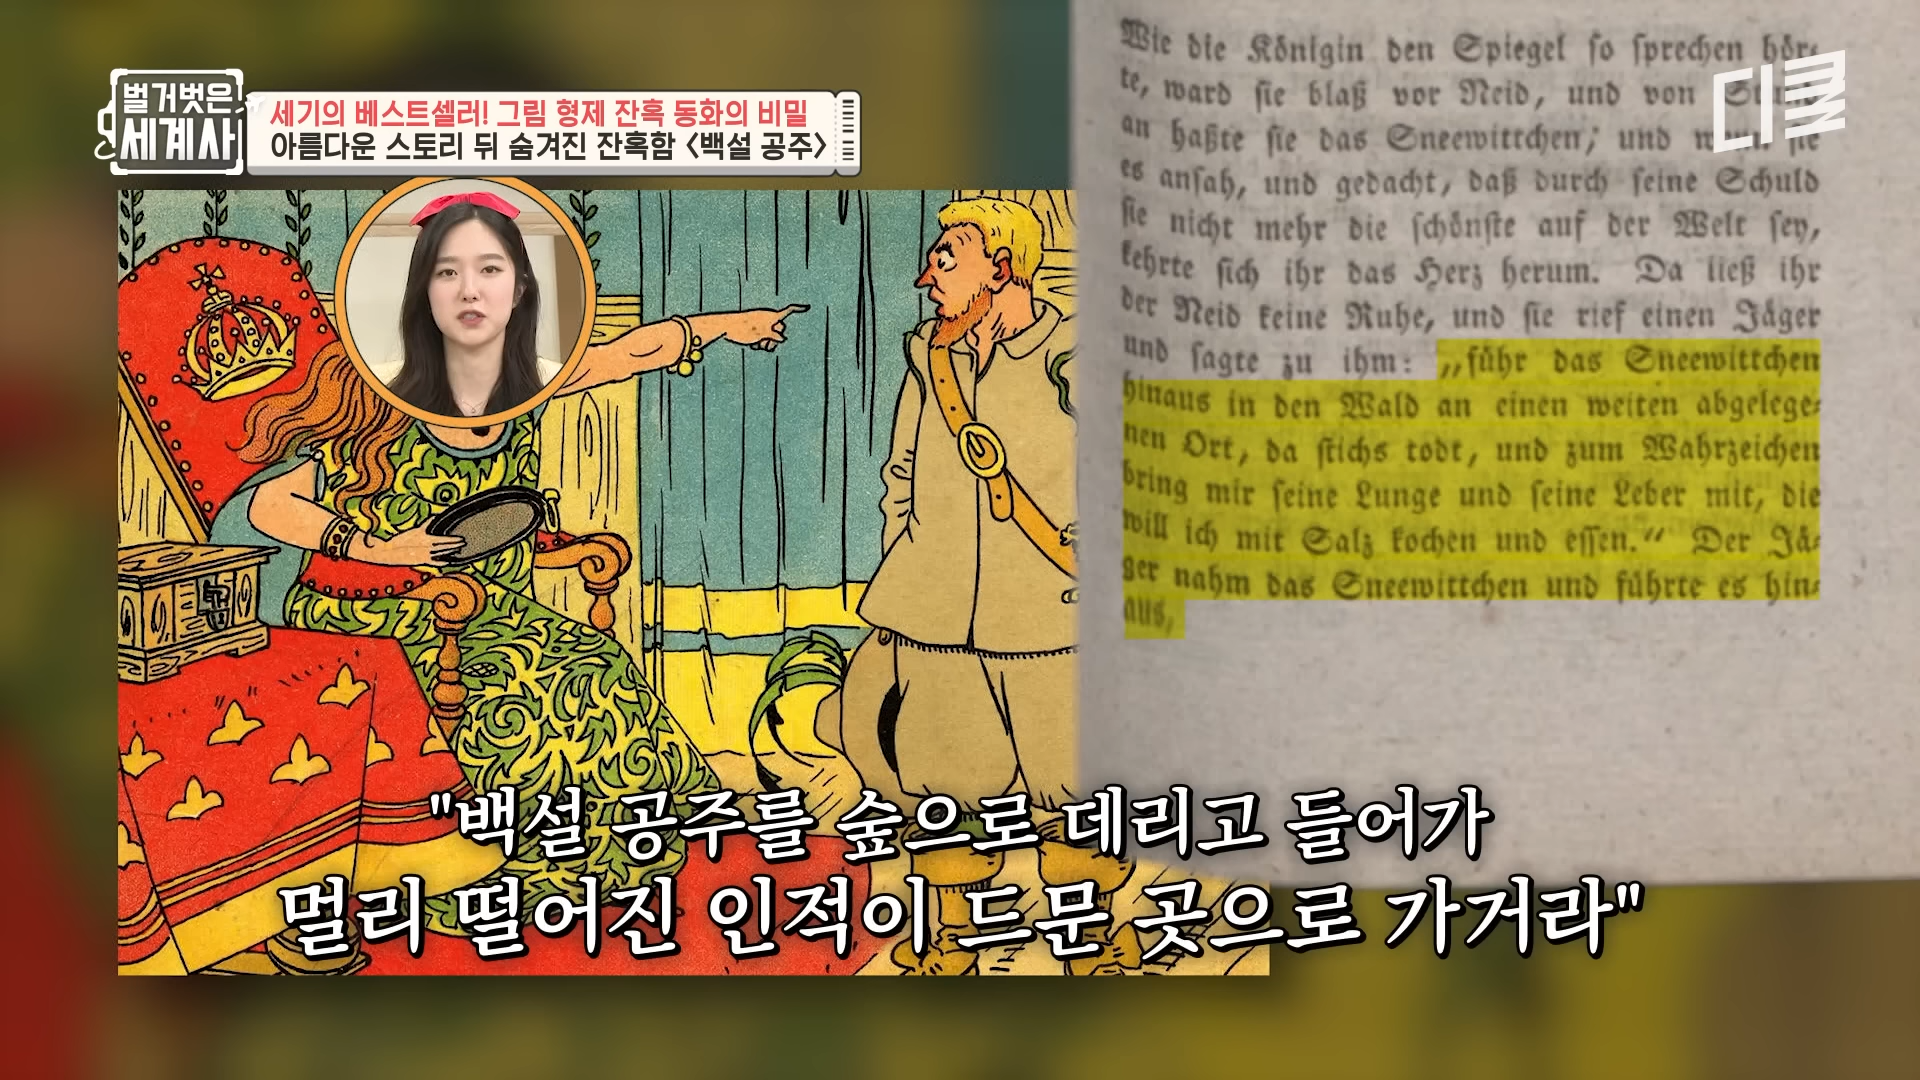 벌거벗은
세계사
세기의 베스트셀러! 그림 형제 잔혹 동화의 비밀
아름다운 스토리 뒤 숨겨진 잔혹함 <백설 공주>
디클
Wie die Königin den Spiegel so sprechen hör-
te, ward sie blaß vor Neid, und von
an haßte sie das Sneewittchen, und sie
es ansah, und gedacht, daß durch seine Schuld
sie nicht mehr die schönste auf der Welt sey,
kehrte sich ihr das Herz herum. Da ließ ihr
der Neid keine Ruhe, und sie rief einen Jäger
und sagte zu ihm: „führ das Sneewittchen
hinaus in den Wald an einen weiten abgelege-
nen Ort, da stichs todt, und zum Wahrzeichen
bring mir seine Lunge und seine Leber mit, die
will ich mit Salz kochen und essen.“ Der Jä-
ger nahm das Sneewittchen und führte es hin-
aus,
"백설 공주를 숲으로 데리고 들어가
멀리 떨어진 인적이 드문 곳으로 가거라"